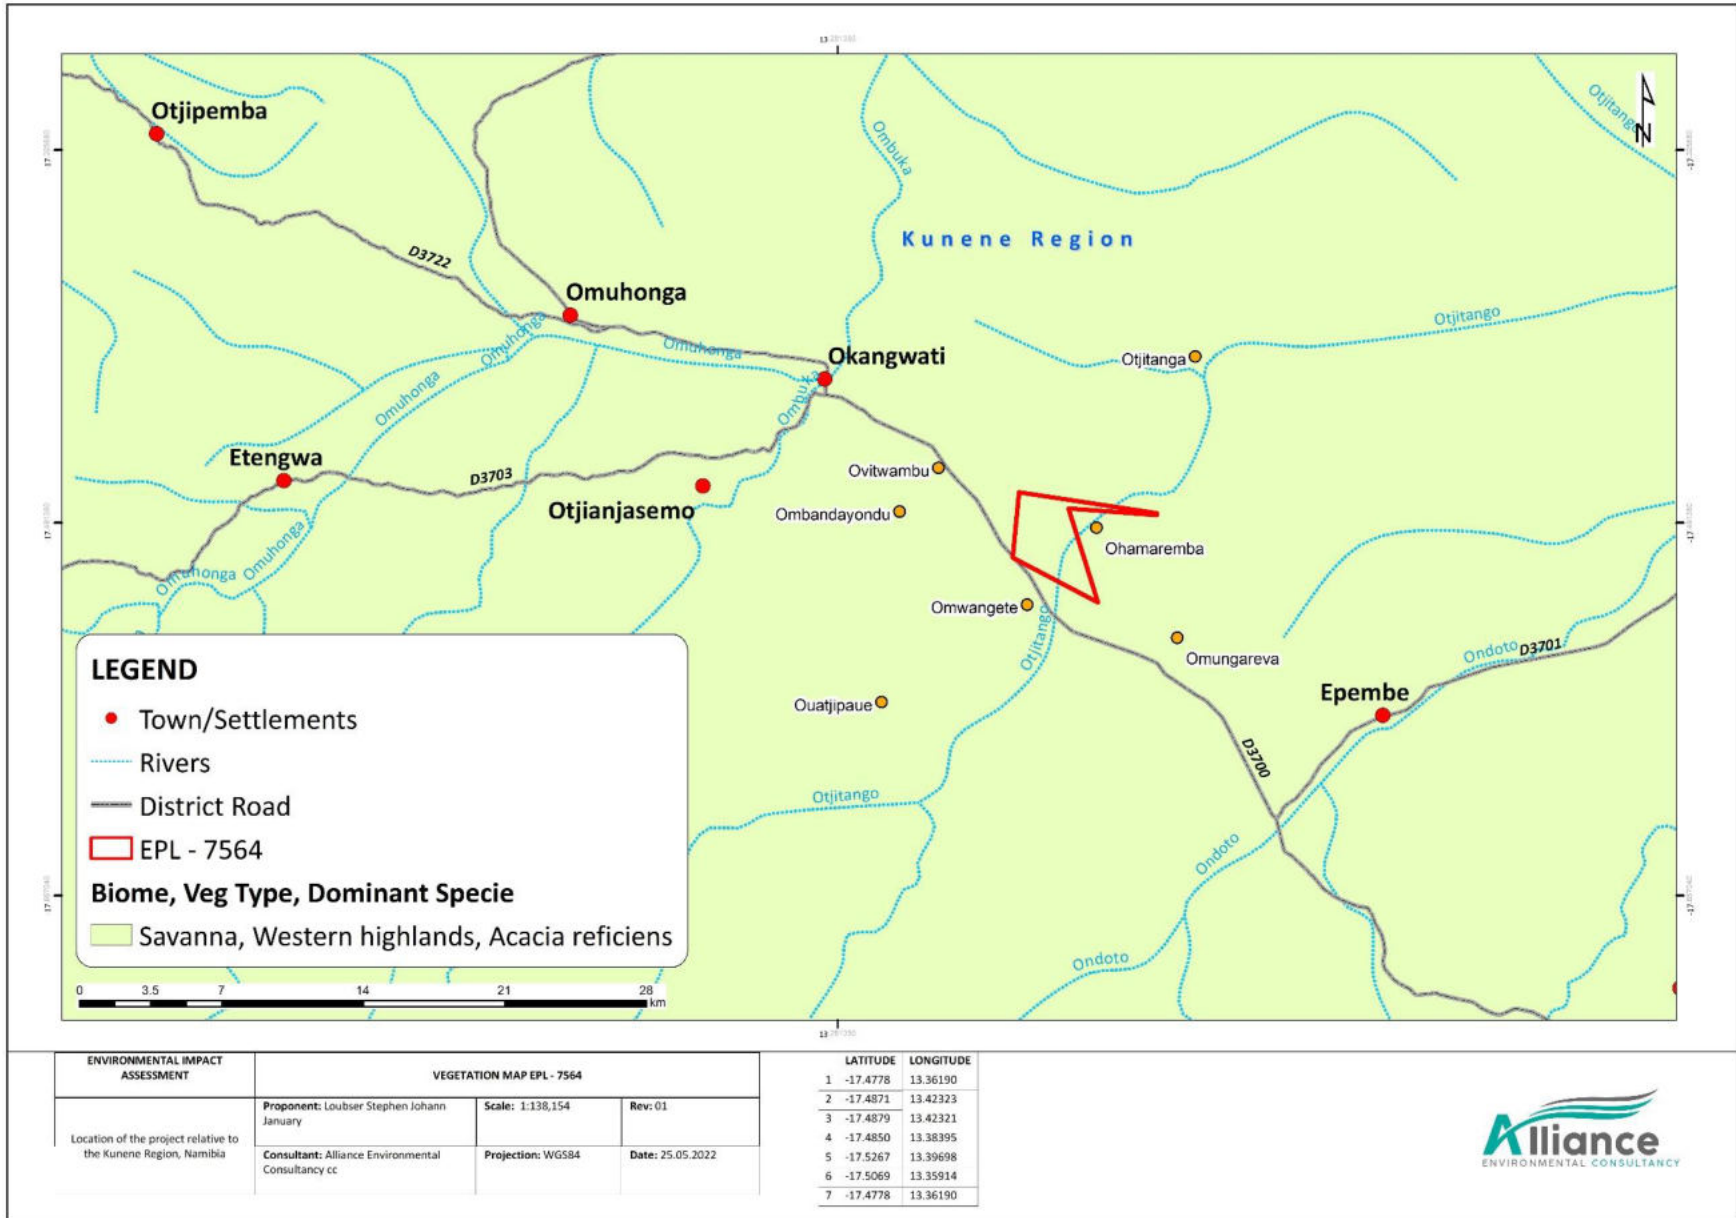 Otjipemba
Otjitango
Ombuka
N
Kunene Region
D3722
Omuhonga
Omuhonga
Omuhonga
Otjitango
Okangwati
Otjitanga
Omuhonga
Ombuka
Etengwa
D3703
Ovitwambu
Otjianjasemo
Ombandayondu
Ohamaremba
Omuhonga
Omuhonga
Omwangete
Otjitango
Omungareva
Ondoto
D3701
Ouatjipaue
Epembe
D3700
Otjitango
Ondoto
Ondoto
LEGEND
Town/Settlements
Rivers
District Road
EPL - 7564
Biome, Veg Type, Dominant Specie
Savanna, Western highlands, Acacia reficiens
0 3.5 7 14 21 28
km
ENVIRONMENTAL IMPACT
ASSESSMENT
VEGETATION MAP EPL - 7564
Location of the project relative to
the Kunene Region, Namibia
Proponent: Loubser Stephen Johann
January
Scale: 1:138,154
Rev: 01
Consultant: Alliance Environmental
Consultancy cc
Projection: WGS84
Date: 25.05.2022
LATITUDE LONGITUDE
1 -17.4778 13.36190
2 -17.4871 13.42323
3 -17.4879 13.42321
4 -17.4850 13.38395
5 -17.5267 13.39698
6 -17.5069 13.35914
7 -17.4778 13.36190
Alliance
ENVIRONMENTAL CONSULTANCY